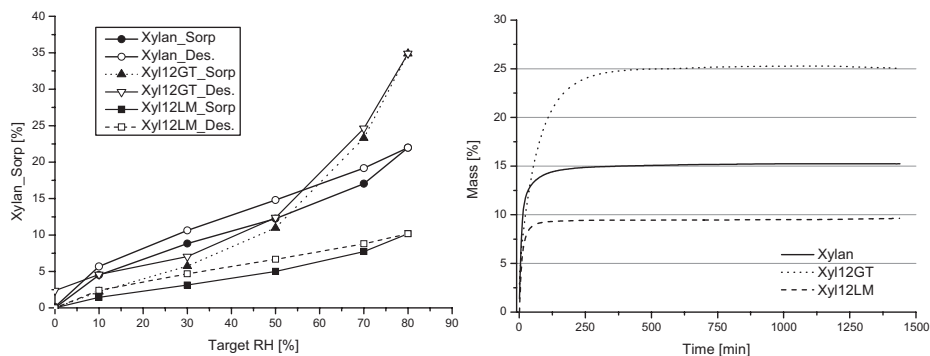 40
35
30
25
20
15
10
5
0
Xylan_Sorp [%]
Xylan_Sorp
Xylan_Des.
Xyl12GT_Sorp
Xyl12GT_Des.
Xyl12LM_Sorp
Xyl12LM_Des.
0 10 20 30 40 50 60 70 80 90
Target RH [%]
30
25
20
15
10
5
0
Mass [%]
Xylan
Xyl12GT
Xyl12LM
0 250 500 750 1000 1250 1500
Time [min]